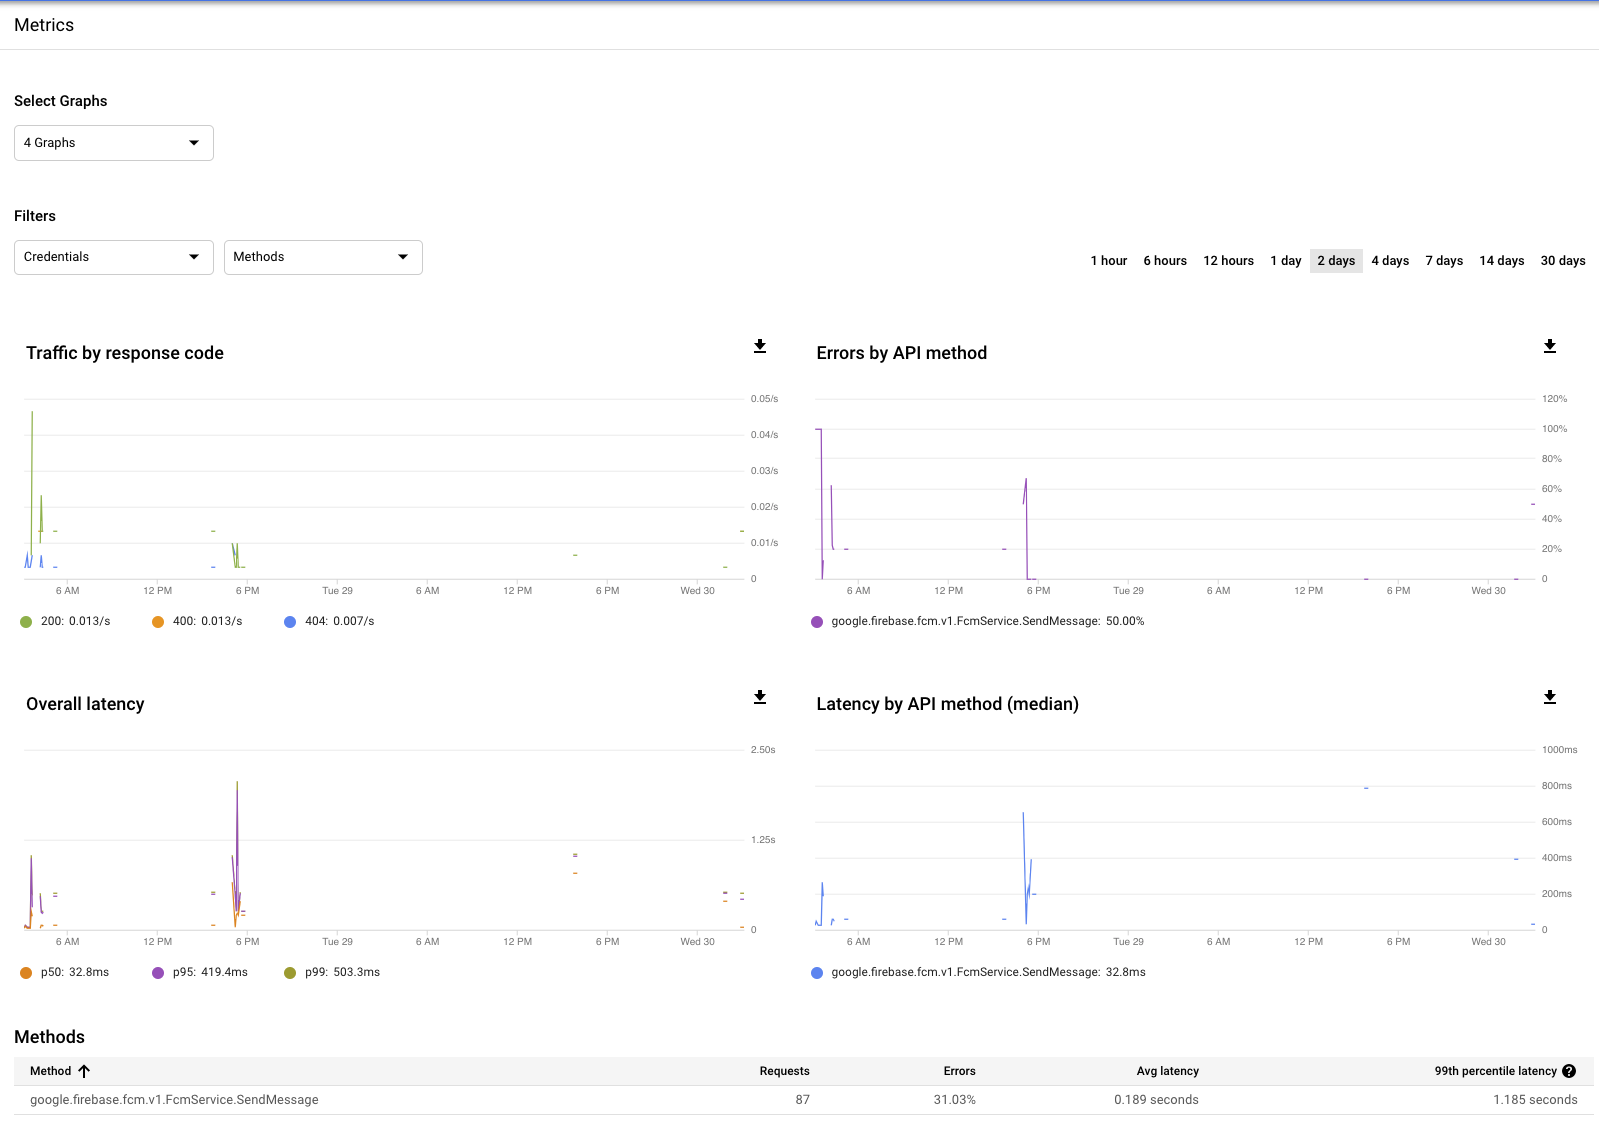 Metrics
Select Graphs
4 Graphs
Filters
Credentials
Methods
1 hour 6 hours 12 hours 1 day 2 days 4 days 7 days 14 days 30 days
Traffic by response code
0.05/s
0.04/s
0.03/s
0.02/s
0.01/s
0
6 AM 12 PM 6 PM Tue 29 6 AM 12 PM 6 PM Wed 30
200: 0.013/s 400: 0.013/s 404: 0.007/s
Errors by API method
120%
100%
80%
60%
40%
20%
0
6 AM 12 PM 6 PM Tue 29 6 AM 12 PM 6 PM Wed 30
google.firebase.fcm.v1.FcmService.SendMessage: 50.00%
Overall latency
2.50s
1.25s
0
6 AM 12 PM 6 PM Tue 29 6 AM 12 PM 6 PM Wed 30
p50: 32.8ms p95: 419.4ms p99: 503.3ms
Latency by API method (median)
1000ms
800ms
600ms
400ms
200ms
0
6 AM 12 PM 6 PM Tue 29 6 AM 12 PM 6 PM Wed 30
google.firebase.fcm.v1.FcmService.SendMessage: 32.8ms
Methods
Method Requests Errors Avg latency 99th percentile latency ?
google.firebase.fcm.v1.FcmService.SendMessage 87 31.03% 0.189 seconds 1.185 seconds